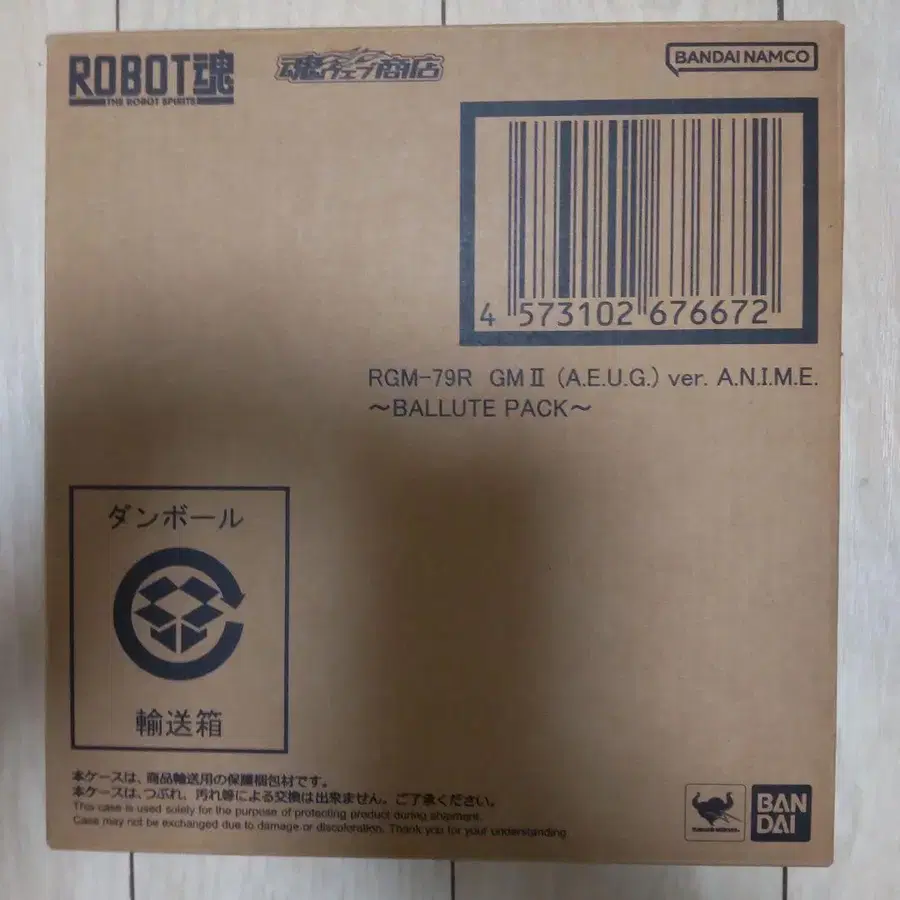 ROBOT魂
THE ROBOT SPIRITS
魂ウェブ商店
BANDAI NAMCO
4 573102 676672
RGM-79R GMⅡ (A.E.U.G.) ver. A.N.I.M.E.
～BALLUTE PACK～
ダンボール
輸送箱
本ケースは、商品輸送用の保護梱包材です。
本ケースは、つぶれ、汚れ等による交換は出来ません。ご了承ください。
This case is used solely for the purpose of protecting product during shipment.
Case may not be exchanged due to damage or discoloration. Thank you for your understanding.
BAN
DAI